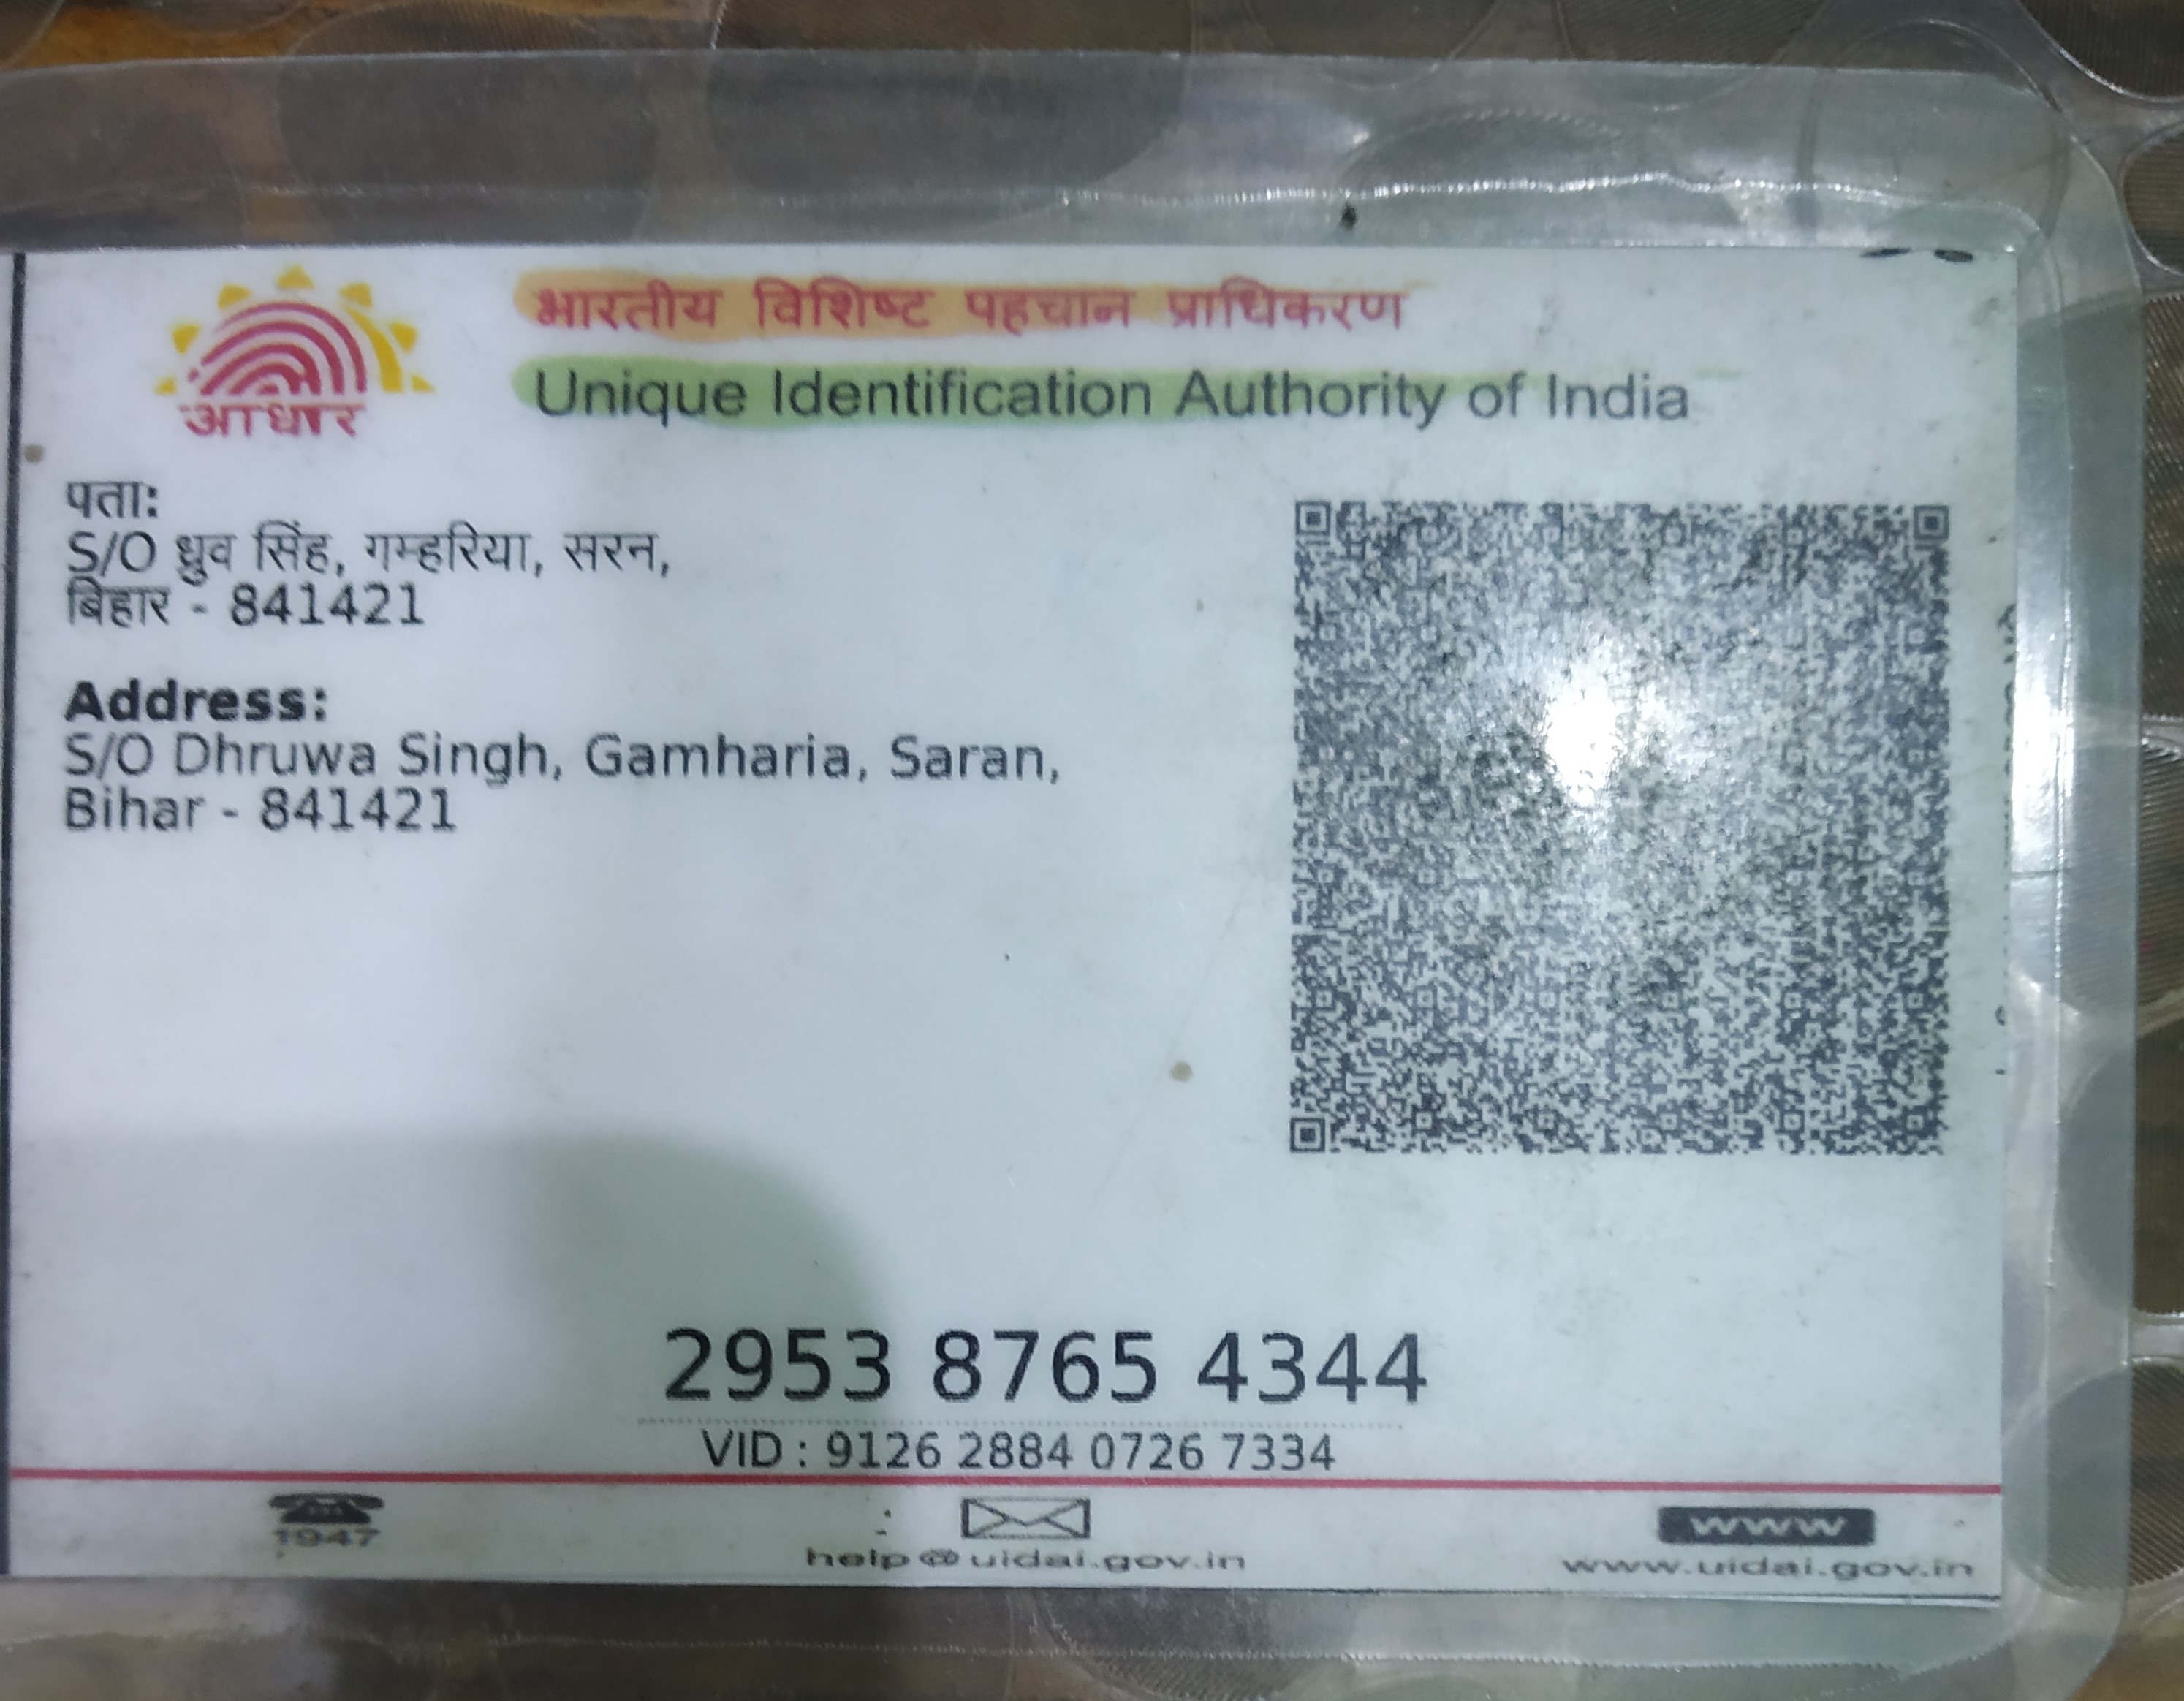 भारतीय विशिष्ट पहचान प्राधिकरण
Unique Identification Authority of India
आधार
पता:
S/O ध्रुव सिंह, गम्हरिया, सरन,
बिहार - 841421
Address:
S/O Dhruwa Singh, Gamharia, Saran,
Bihar - 841421
2953 8765 4344
VID : 9126 2884 0726 7334
1947
help@uidai.gov.in
www
www.uidai.gov.in